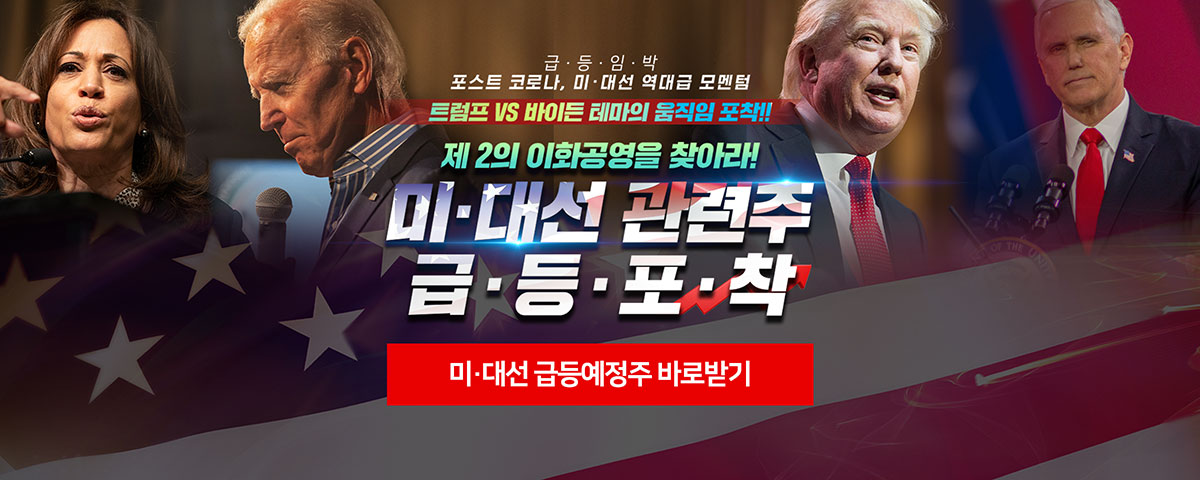 급·등·임·박
포스트 코로나, 미·대선 역대급 모멘텀
트럼프 VS 바이든 테마의 움직임 포착!!
제 2의 이화공영을 찾아라!
미·대선 관련주
급·등·포·착
미·대선 급등예정주 바로받기